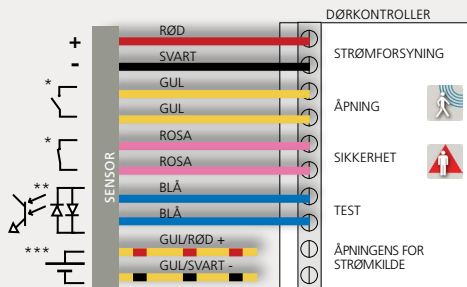 DØRKONTROLLER
+
RØD
STRØMFORSYNING
-
SVART
*
GUL
ÅPNING
GUL
*
ROSA
SIKKERHET
ROSA
SENSOR
**
BLÅ
TEST
BLÅ
***
GUL/RØD +
ÅPNINGENS FOR
STRØMKILDE
GUL/SVART -